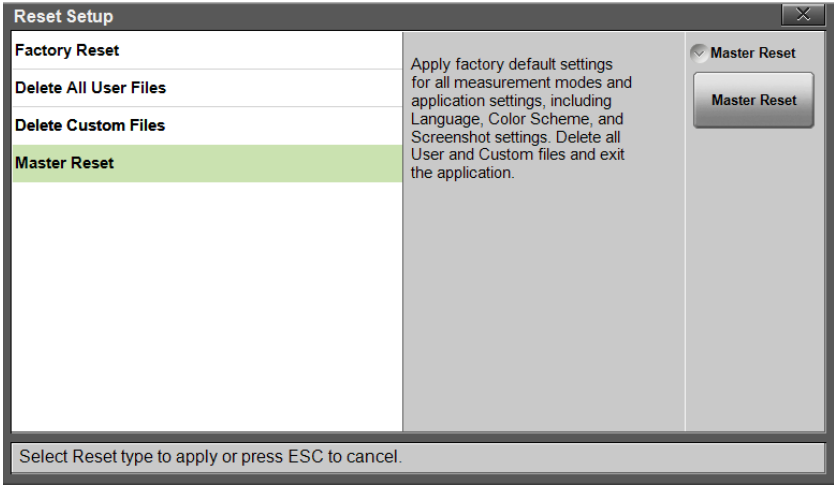 Reset Setup
Factory Reset
Delete All User Files
Delete Custom Files
Master Reset
Apply factory default settings
for all measurement modes and
application settings, including
Language, Color Scheme, and
Screenshot settings. Delete all
User and Custom files and exit
the application.
Master Reset
Master Reset
Select Reset type to apply or press ESC to cancel.